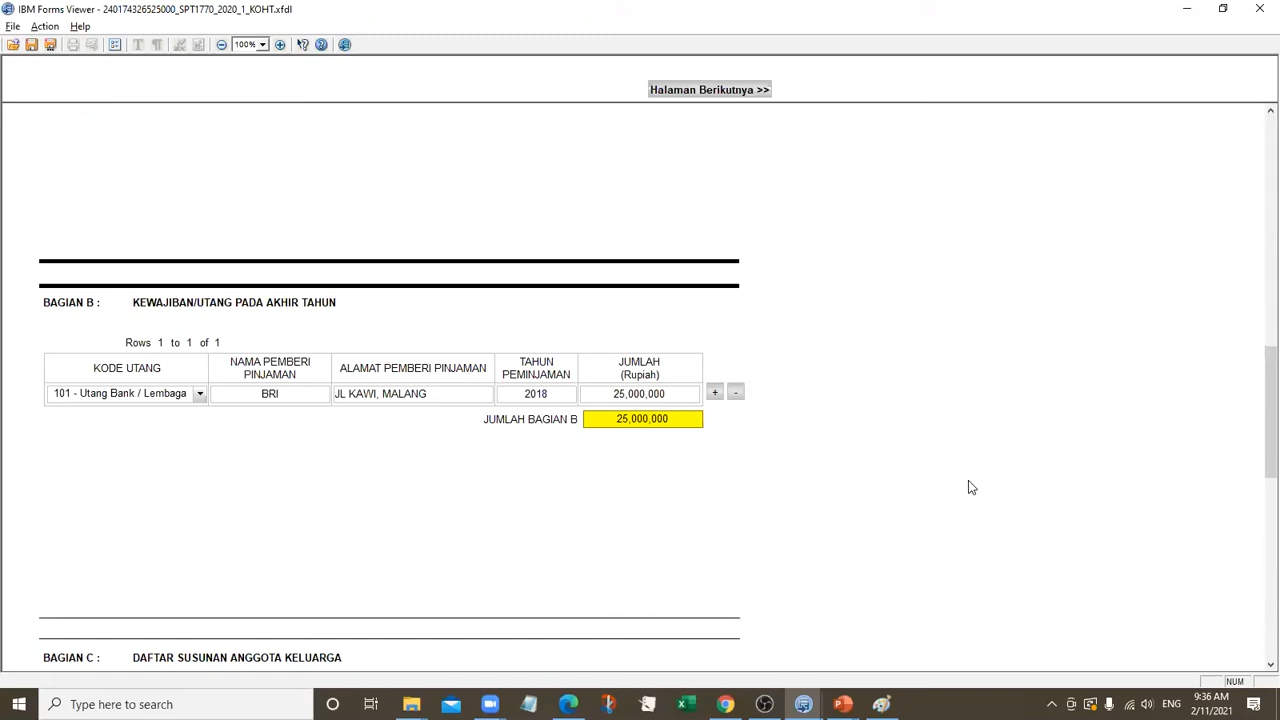 IBM Forms Viewer - 240174326525000_SPT1770_2020_1_KOHT.xfdl
File Action Help
100%
Halaman Berikutnya >>
BAGIAN B : KEWAJIBAN/UTANG PADA AKHIR TAHUN
Rows 1 to 1 of 1
KODE UTANG NAMA PEMBERI PINJAMAN ALAMAT PEMBERI PINJAMAN TAHUN PEMINJAMAN JUMLAH (Rupiah)
101 - Utang Bank / Lembaga BRI JL KAWI, MALANG 2018 25,000,000 + -
JUMLAH BAGIAN B 25,000,000
BAGIAN C : DAFTAR SUSUNAN ANGGOTA KELUARGA
NUM
Type here to search
ENG
9:36 AM
2/11/2021